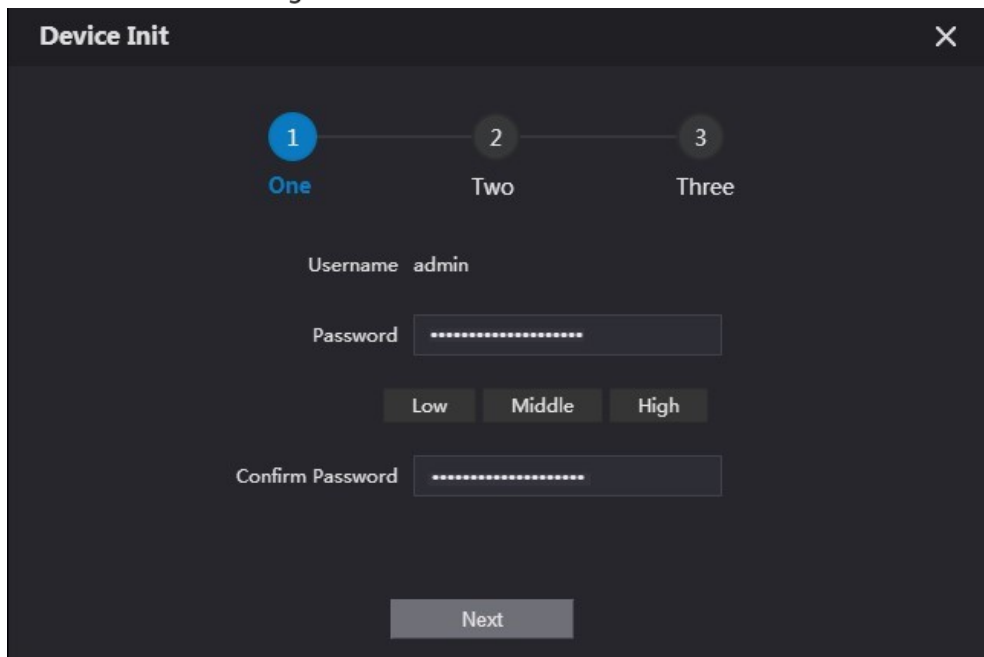 Device Init
1 2 3
One Two Three
Username admin
Password ••••••••••••••••••••
Low Middle High
Confirm Password ••••••••••••••••••••
Next